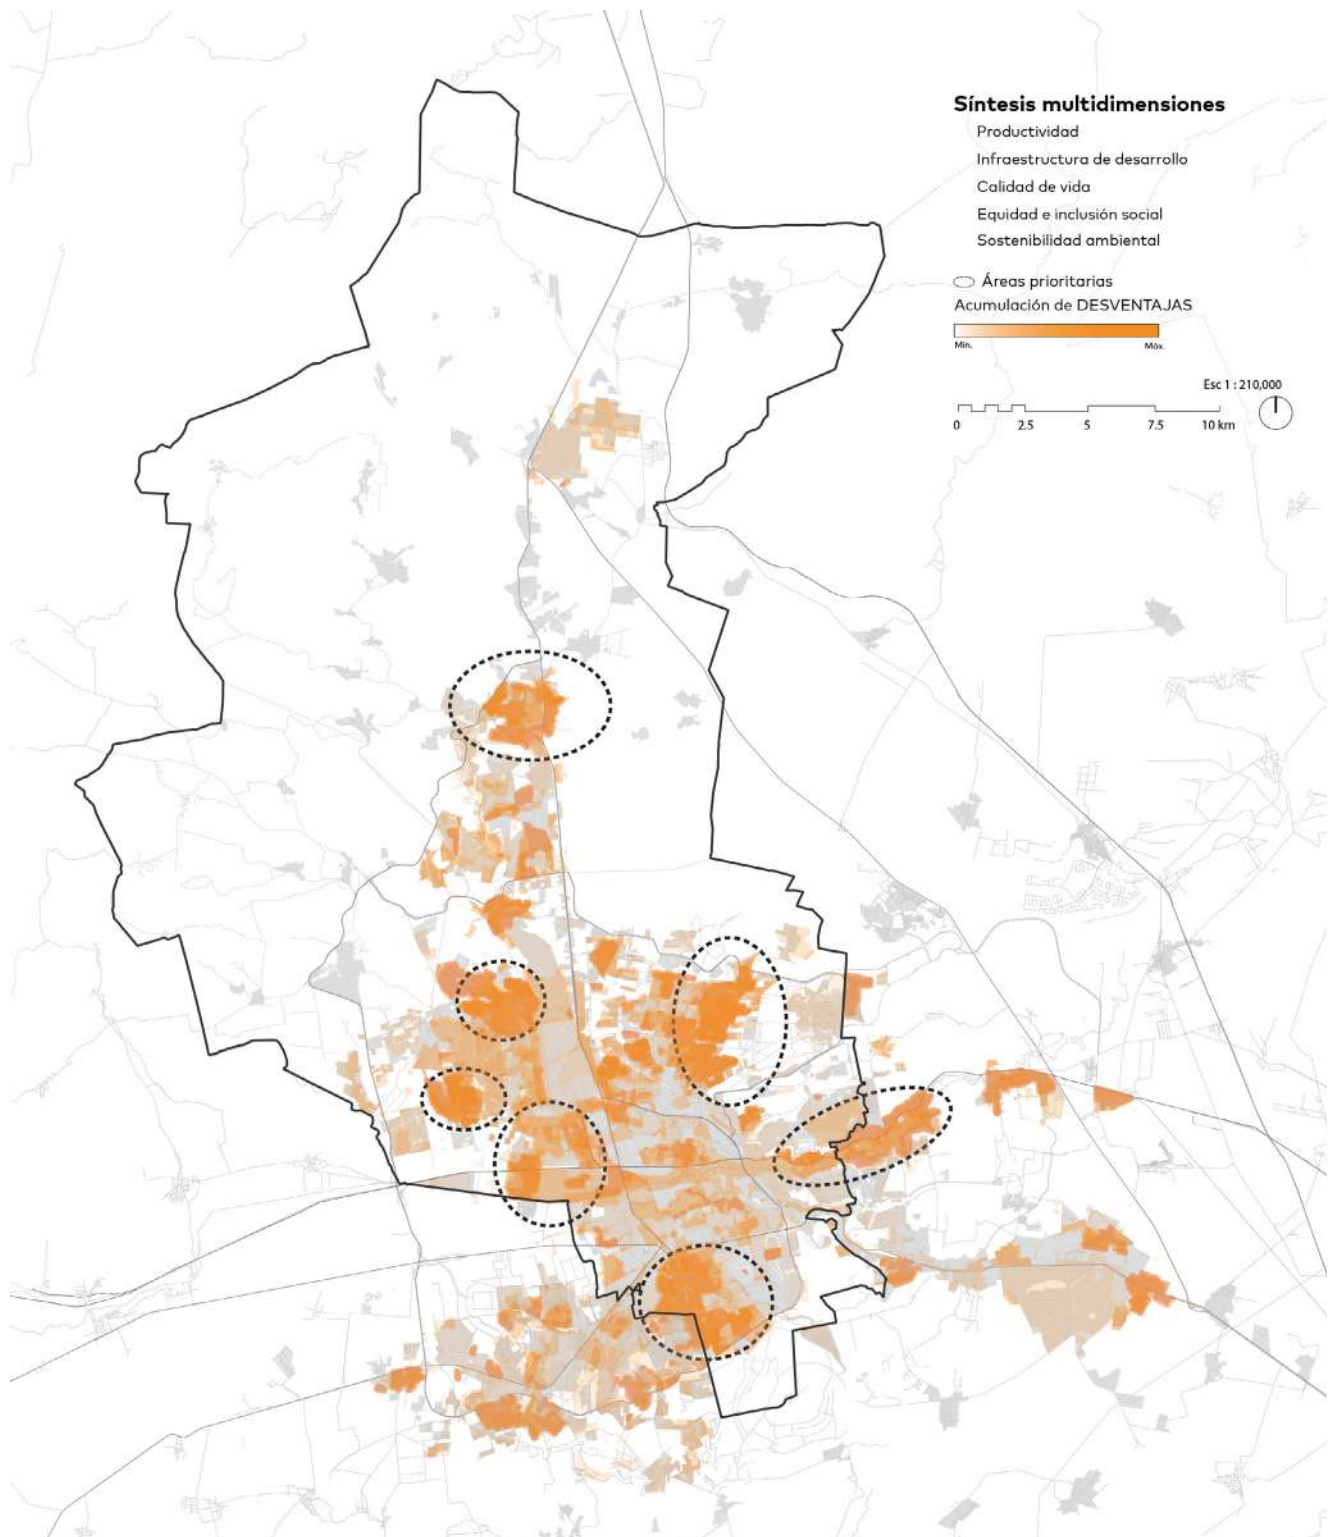 Síntesis multidimensiones
Productividad
Infraestructura de desarrollo
Calidad de vida
Equidad e inclusión social
Sostenibilidad ambiental
Áreas prioritarias
Acumulación de DESVENTAJAS
Mín. Máx.
Esc 1 : 210,000
0 2.5 5 7.5 10 km